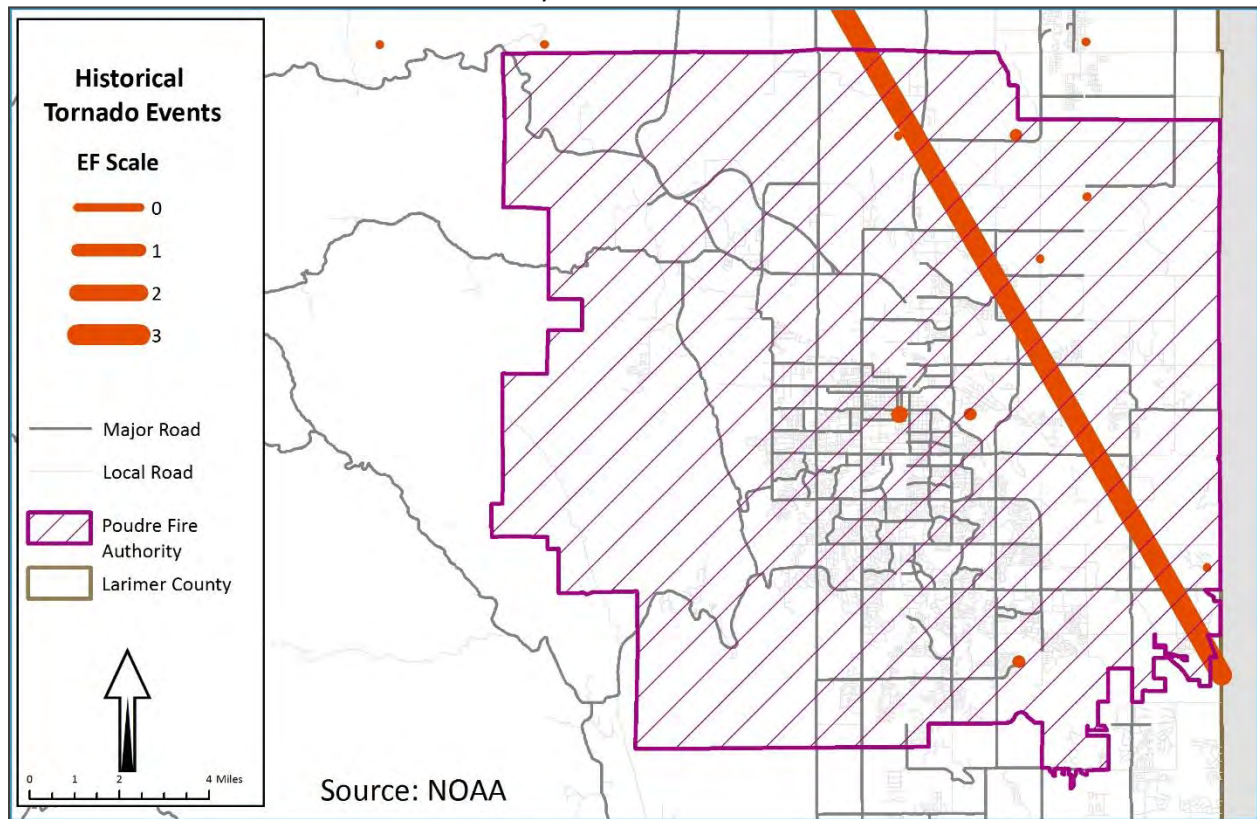 Historical
Tornado Events
EF Scale
0
1
2
3
Major Road
Local Road
Poudre Fire
Authority
Larimer County
0 1 2 4 Miles
Source: NOAA